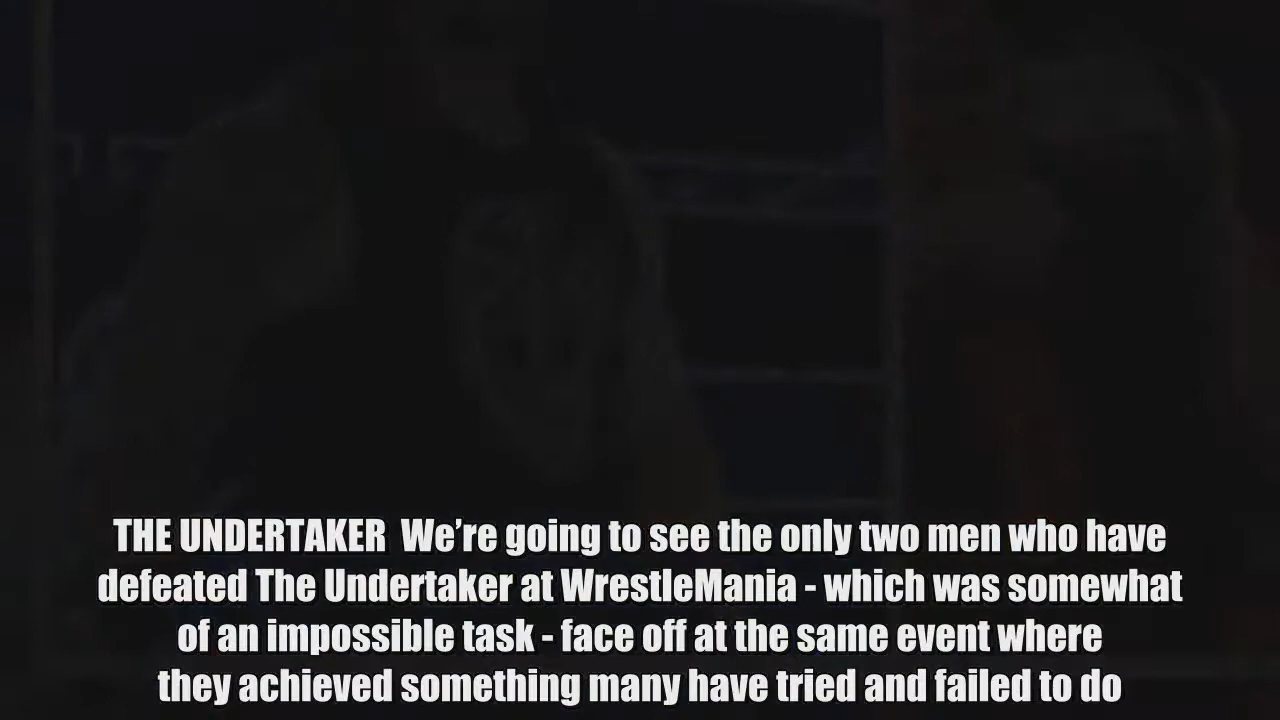 THE UNDERTAKER We’re going to see the only two men who have
defeated The Undertaker at WrestleMania - which was somewhat
of an impossible task - face off at the same event where
they achieved something many have tried and failed to do